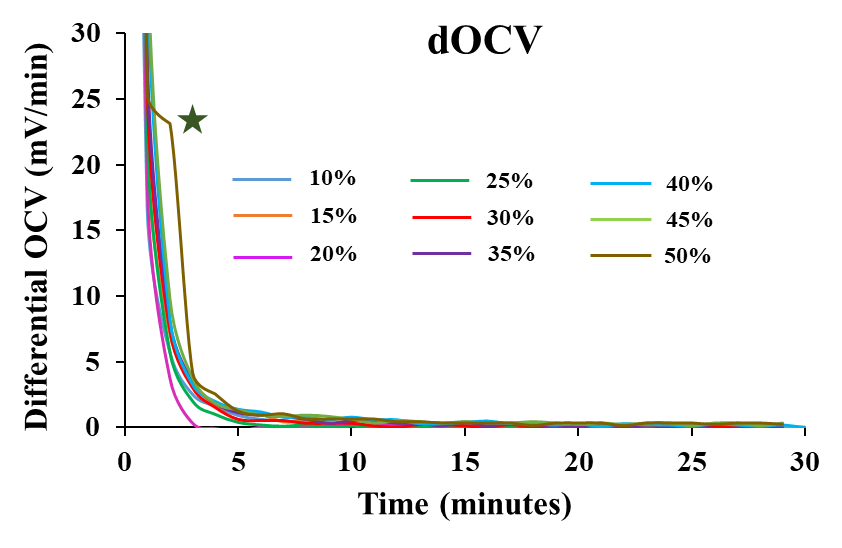 dOCV
Differential OCV (mV/min)
30
25
20
15
10
5
0
10% 25% 40%
15% 30% 45%
20% 35% 50%
0 5 10 15 20 25 30
Time (minutes)